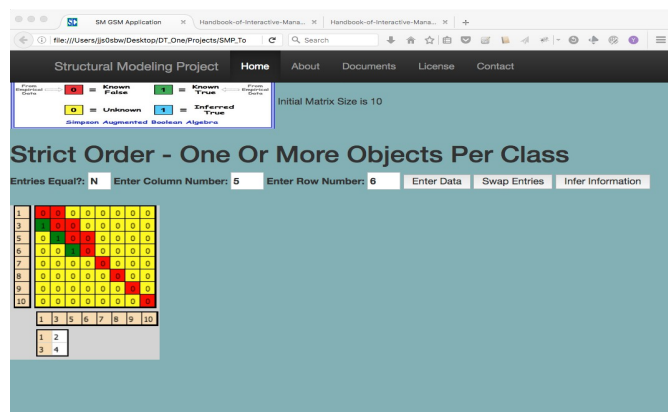 SM GSM Application × Handbook-of-Interactive-Mana... × Handbook-of-Interactive-Mana... × +
file:///Users/jjs0sbw/Desktop/DT_One/Projects/SMP_To Search
Structural Modeling Project Home About Documents License Contact
From Empirical Data 0 = Known False 1 = Known True From Empirical Data
0 = Unknown 1 = Inferred True
Simpson Augmented Boolean Algebra
Initial Matrix Size is 10
Strict Order - One Or More Objects Per Class
Entries Equal?: N Enter Column Number: 5 Enter Row Number: 6 Enter Data Swap Entries Infer Information
1 0 0 0 0 0 0 0 0
3 1 0 0 0 0 0 0 0
5 0 1 0 0 0 0 0 0
6 0 0 1 0 0 0 0 0
7 0 0 0 0 0 0 0 0
8 0 0 0 0 0 0 0 0
9 0 0 0 0 0 0 0 0
10 0 0 0 0 0 0 0 0
1 3 5 6 7 8 9 10
1 2
3 4